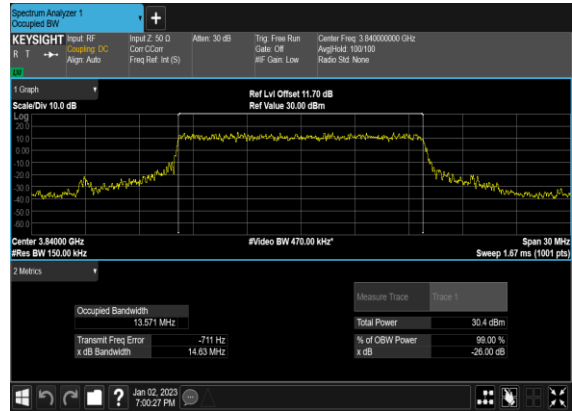 Spectrum Analyzer 1
Occupied BW
KEYSIGHT
R T
LW
Input: RF
Coupling: DC
Align: Auto
Input Z: 50 Ω
Corr CCorr
Freq Ref: Int (S)
Atten: 30 dB
Trig: Free Run
Gate: Off
#IF Gain: Low
Center Freq: 3.840000000 GHz
Avg|Hold: 100/100
Radio Std: None
1 Graph
Scale/Div 10.0 dB
Ref Lvl Offset 11.70 dB
Ref Value 30.00 dBm
Log
20.0
10.0
0.00
-10.0
-20.0
-30.0
-40.0
-50.0
-60.0
Center 3.84000 GHz
#Res BW 150.00 kHz
#Video BW 470.00 kHz*
Span 30 MHz
Sweep 1.67 ms (1001 pts)
2 Metrics
Measure Trace Trace 1
Occupied Bandwidth
13.571 MHz
Total Power 30.4 dBm
Transmit Freq Error -711 Hz
x dB Bandwidth 14.63 MHz
% of OBW Power 99.00 %
x dB -26.00 dB
?
Jan 02, 2023
7:00:27 PM